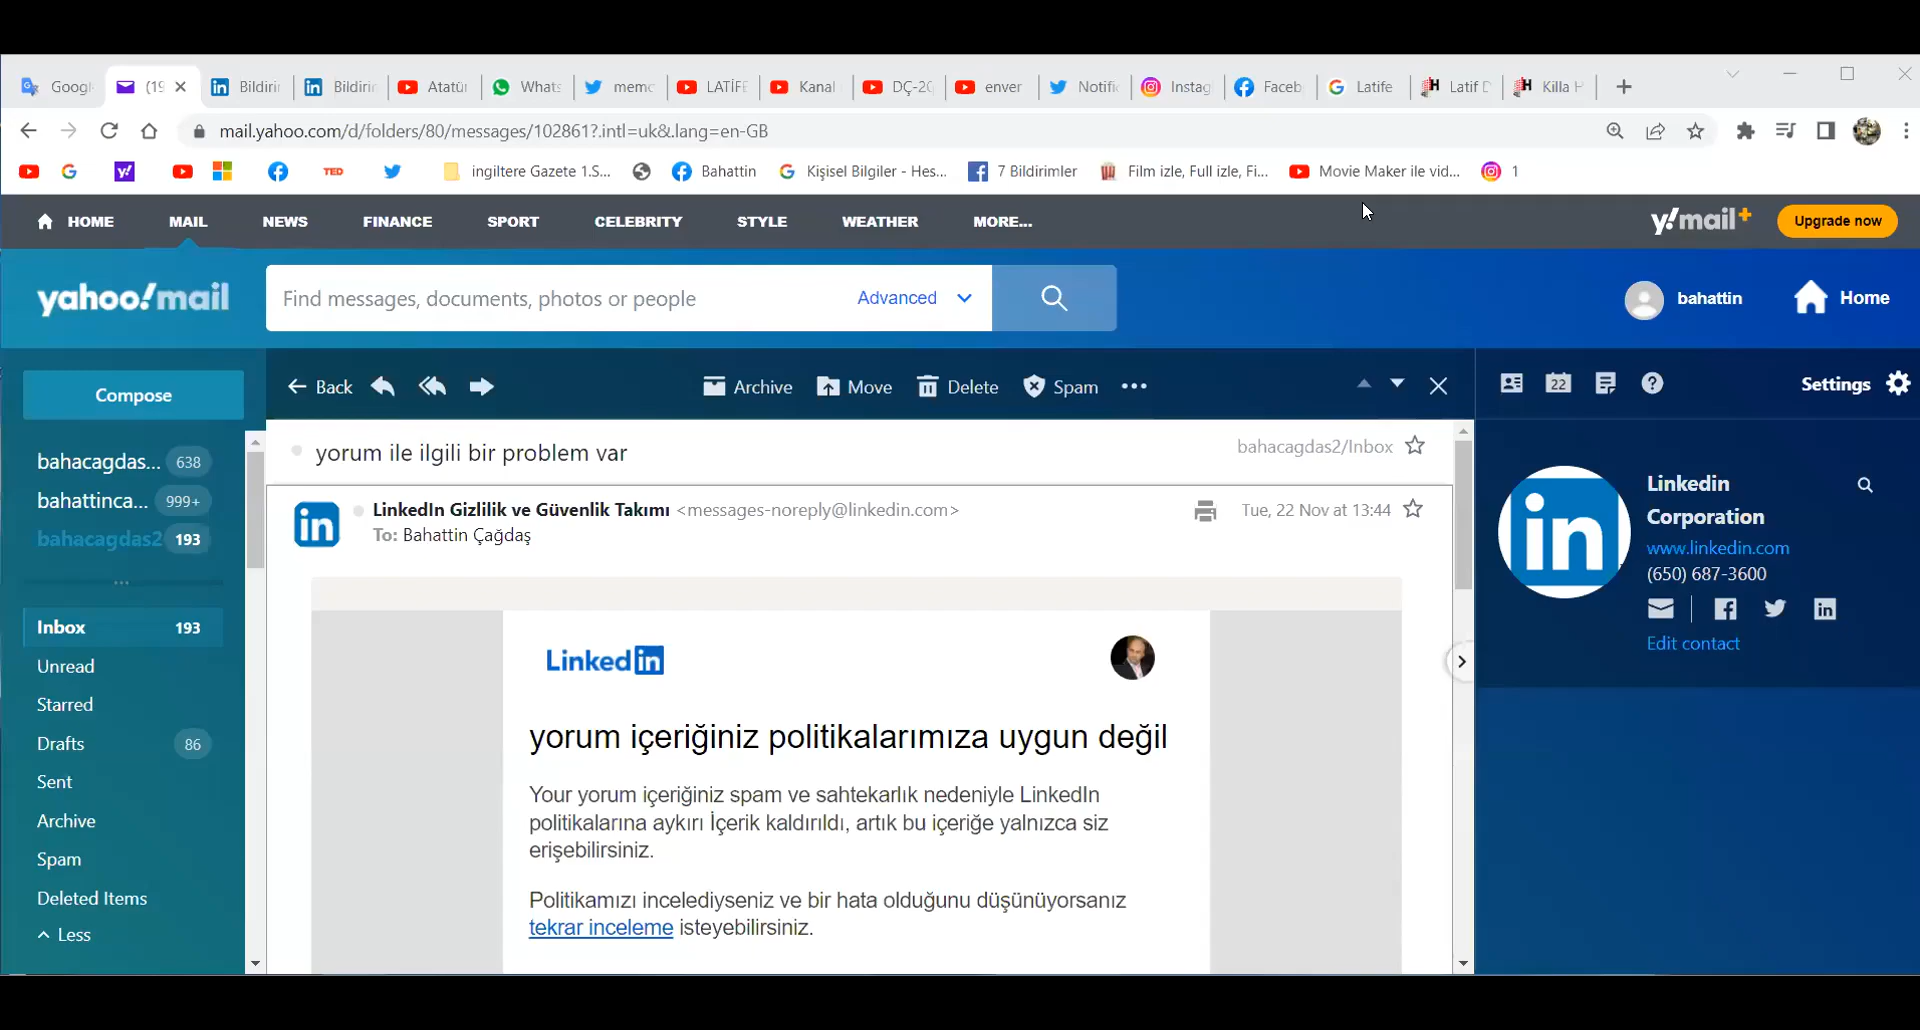 Googl
(19
Bildiri
Bildiri
Atatür
Whats
memo
LATİFE
Kanal
DÇ-20
enver
Notific
Instag
Faceb
Latife
Latif D
Killa H
mail.yahoo.com/d/folders/80/messages/102861?.intl=uk&.lang=en-GB
TED
ingiltere Gazete 1.S...
Bahattin
Kişisel Bilgiler - Hes...
7 Bildirimler
Film izle, Full izle, Fi...
Movie Maker ile vid...
1
HOME
MAIL
NEWS
FINANCE
SPORT
CELEBRITY
STYLE
WEATHER
MORE...
y!mail+
Upgrade now
yahoo!mail
Find messages, documents, photos or people
Advanced
bahattin
Home
Compose
Back
Archive
Move
Delete
Spam
22
Settings
bahacagdas... 638
bahattinca... 999+
bahacagdas2 193
Inbox 193
Unread
Starred
Drafts 86
Sent
Archive
Spam
Deleted Items
Less
yorum ile ilgili bir problem var
bahacagdas2/Inbox
LinkedIn Gizlilik ve Güvenlik Takımı <messages-noreply@linkedin.com>
Tue, 22 Nov at 13:44
To: Bahattin Çağdaş
LinkedIn
yorum içeriğiniz politikalarımıza uygun değil
Your yorum içeriğiniz spam ve sahtekarlık nedeniyle LinkedIn
politikalarına aykırı İçerik kaldırıldı, artık bu içeriğe yalnızca siz
erişebilirsiniz.
Politikamızı incelediyseniz ve bir hata olduğunu düşünüyorsanız
tekrar inceleme isteyebilirsiniz.
Linkedin
Corporation
www.linkedin.com
(650) 687-3600
Edit contact